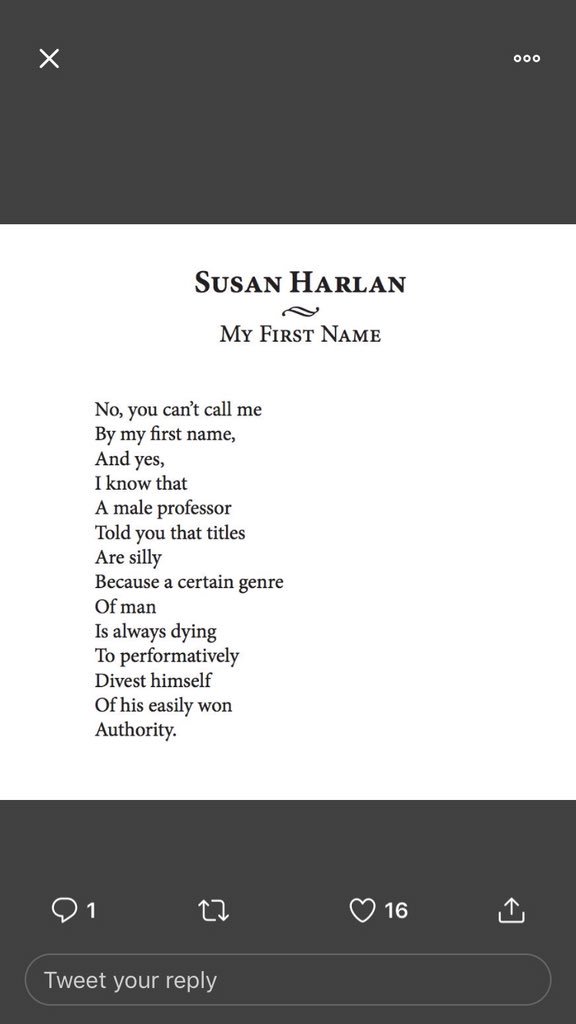 Susan Harlan
My First Name
No, you can’t call me
By my first name,
And yes,
I know that
A male professor
Told you that titles
Are silly
Because a certain genre
Of man
Is always dying
To performatively
Divest himself
Of his easily won
Authority.
1
16
Tweet your reply